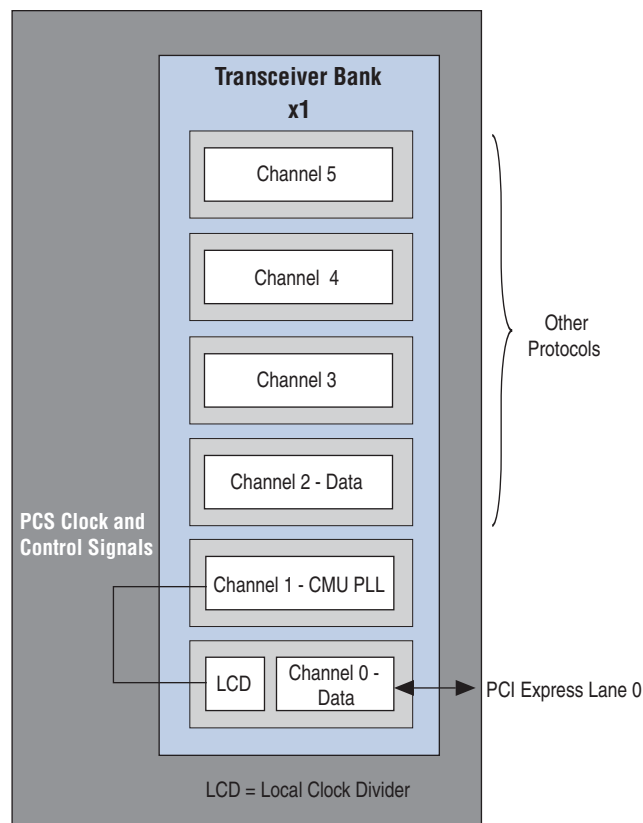 Transceiver Bank
x1
Channel 5
Channel 4
Channel 3
Channel 2 - Data
Other
Protocols
PCS Clock and
Control Signals
Channel 1 - CMU PLL
LCD
Channel 0 -
Data
PCI Express Lane 0
LCD = Local Clock Divider